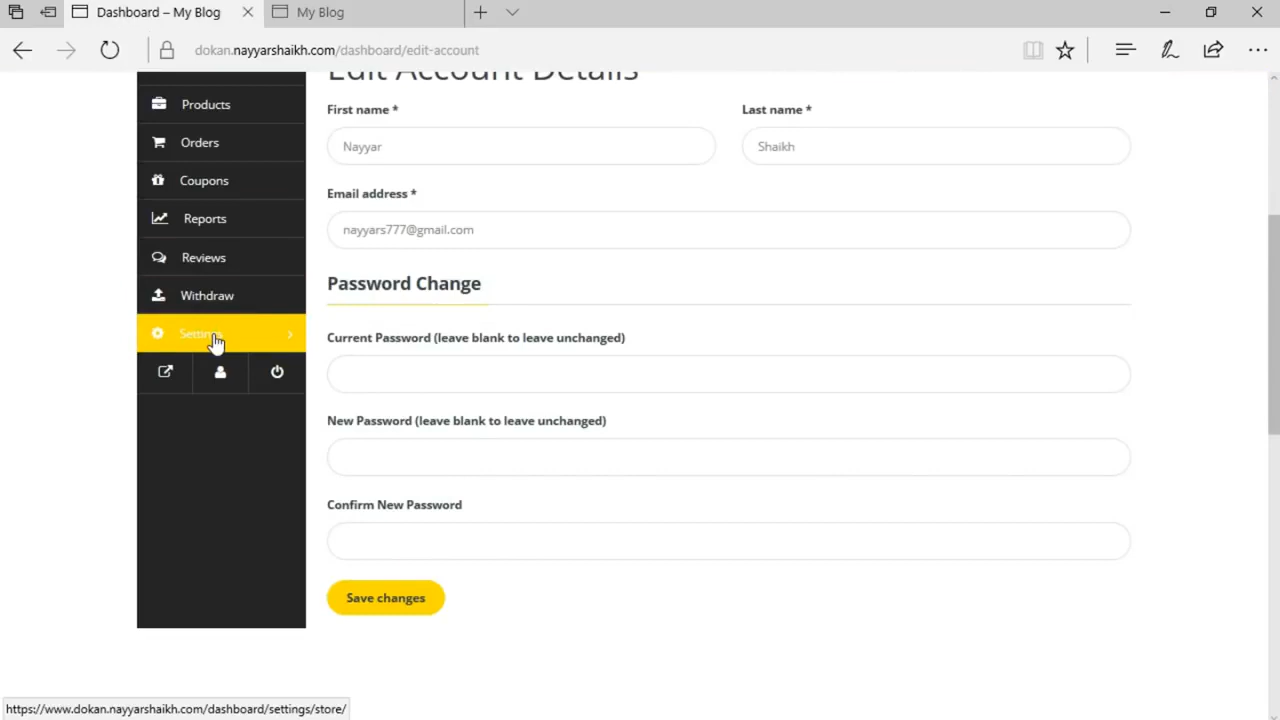 Dashboard – My Blog
My Blog
dokan.nayyarshaikh.com/dashboard/edit-account
Edit Account Details
Products
Orders
Coupons
Reports
Reviews
Withdraw
Settings
First name *
Last name *
Nayyar
Shaikh
Email address *
nayyars777@gmail.com
Password Change
Current Password (leave blank to leave unchanged)
New Password (leave blank to leave unchanged)
Confirm New Password
Save changes
https://www.dokan.nayyarshaikh.com/dashboard/settings/store/